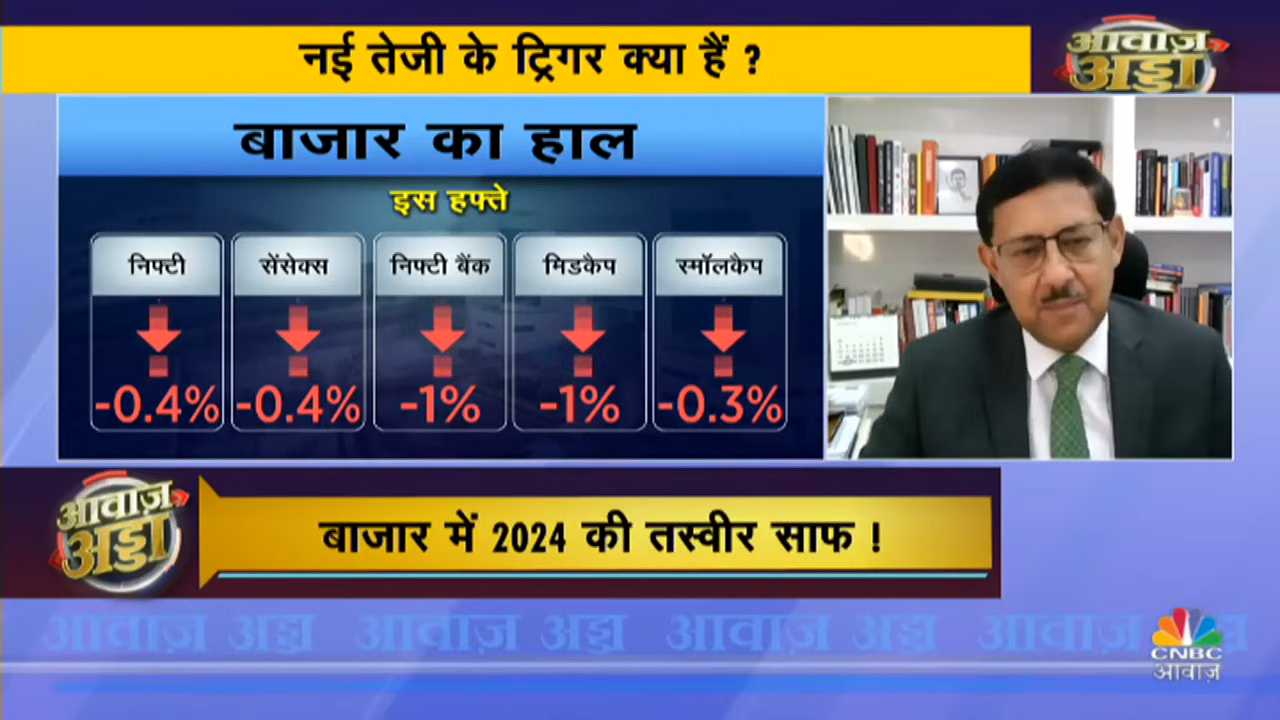 नई तेजी के ट्रिगर क्या हैं ?
आवाज़
अड्डा
बाजार का हाल
इस हफ्ते
निफ्टी सेंसेक्स निफ्टी बैंक मिडकैप स्मॉलकैप
-0.4% -0.4% -1% -1% -0.3%
आवाज़
अड्डा
बाजार में 2024 की तस्वीर साफ !
आवाज़ अड्डा आवाज़ अड्डा आवाज़ अड्डा आवाज़
CNBC
आवाज़